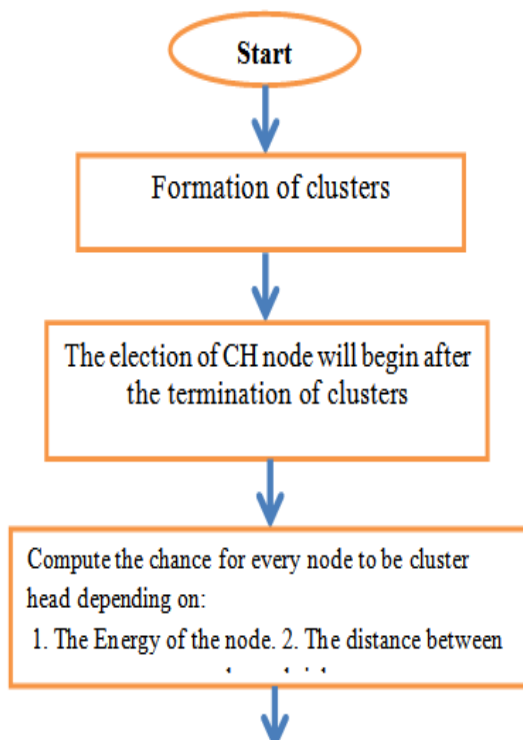 Start
Formation of clusters
The election of CH node will begin after
the termination of clusters
Compute the chance for every node to be cluster
head depending on:
1. The Energy of the node. 2. The distance between